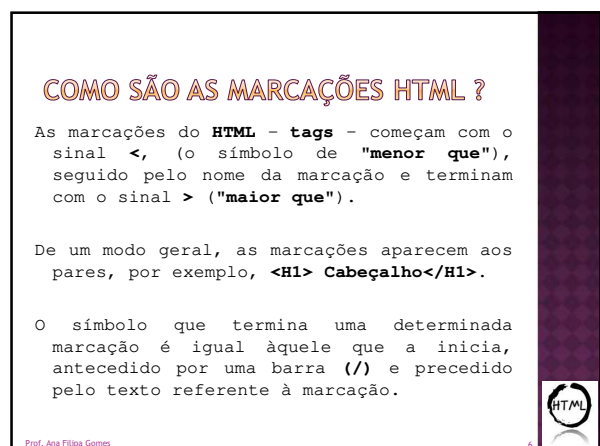 COMO SÃO AS MARCAÇÕES HTML ?
As marcações do HTML – tags – começam com o
sinal <, (o símbolo de "menor que"),
seguido pelo nome da marcação e terminam
com o sinal > ("maior que").
De um modo geral, as marcações aparecem aos
pares, por exemplo, <H1> Cabeçalho</H1>.
O símbolo que termina uma determinada
marcação é igual àquele que a inicia,
antecedido por uma barra (/) e precedido
pelo texto referente à marcação.
HTML
Prof. Ana Filipa Gomes
6